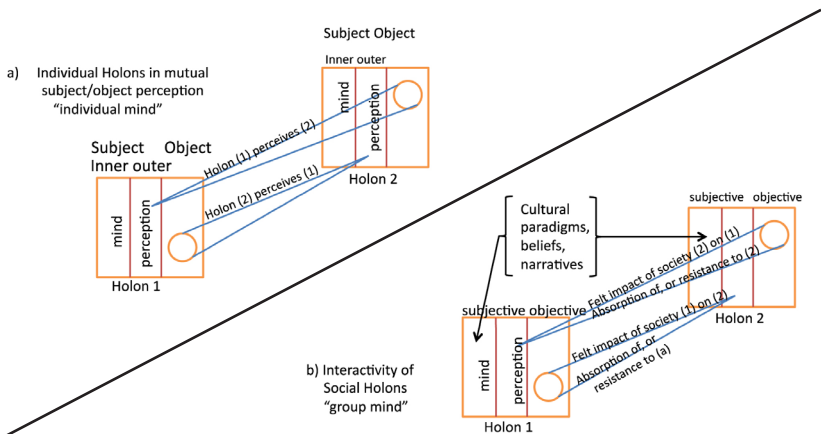 a) Individual Holons in mutual
subject/object perception
“individual mind”
Subject Object
Inner outer
mind
perception
Holon 2
Subject Object
Inner outer
mind
perception
Holon 1
Holon (1) perceives (2)
Holon (2) perceives (1)
Cultural
paradigms,
beliefs,
narratives
subjective objective
Holon 2
subjective objective
mind
perception
Holon 1
Felt impact of society (2) on (1)
Absorption of, or resistance to (2)
Felt impact of society (1) on (2)
Absorption of, or
resistance to (a)
b) Interactivity of
Social Holons
“group mind”